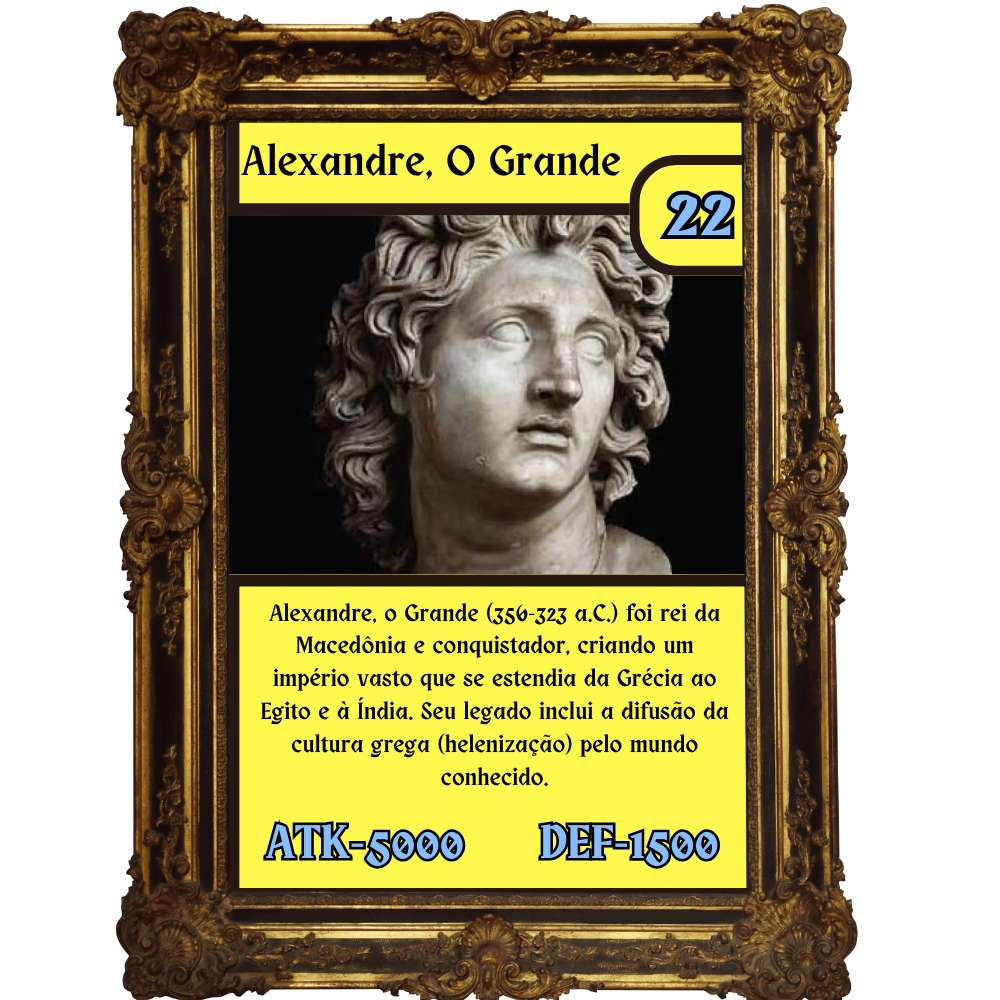 Alexandre, O Grande
22
Alexandre, o Grande (356-323 a.C.) foi rei da
Macedônia e conquistador, criando um
império vasto que se estendia da Grécia ao
Egito e à Índia. Seu legado inclui a difusão da
cultura grega (helenização) pelo mundo
conhecido.
ATK-5000 DEF-1500